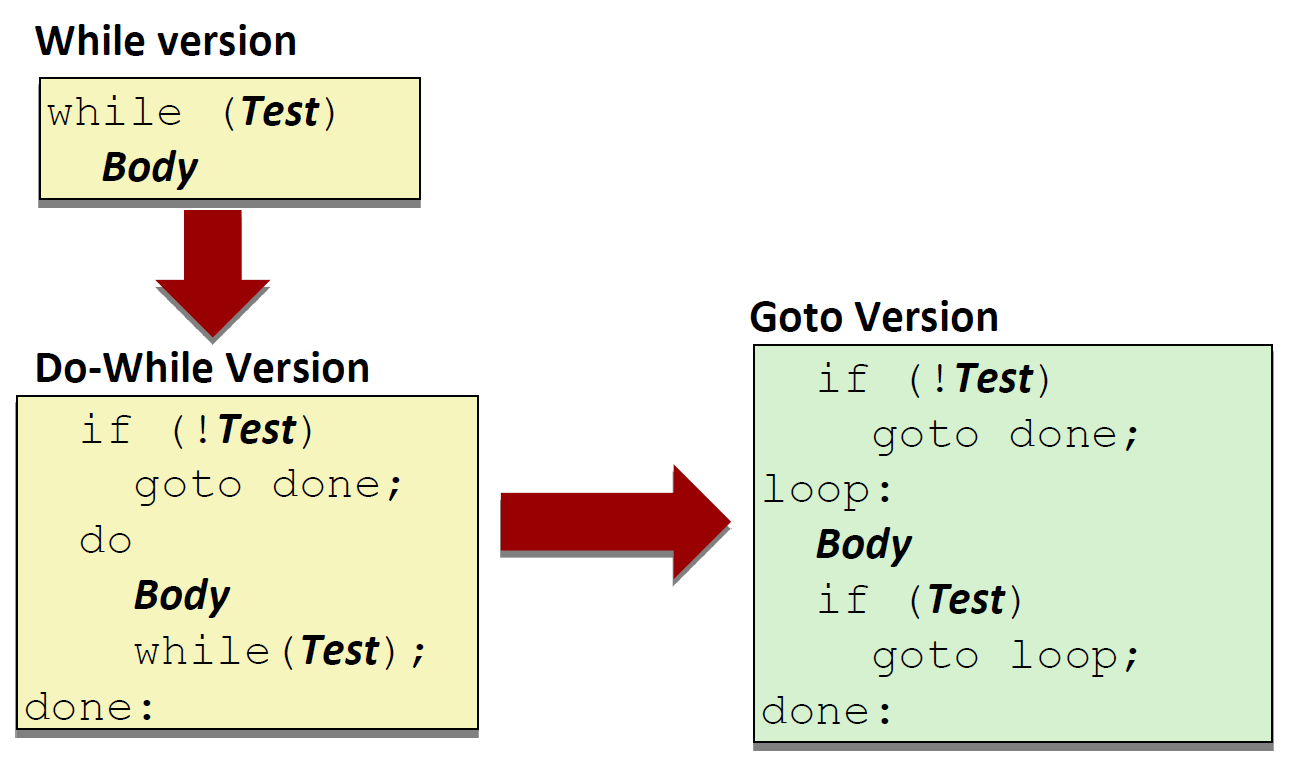 While version
while (Test)
Body
Do-While Version
if (!Test)
goto done;
do
Body
while(Test);
done:
Goto Version
if (!Test)
goto done;
loop:
Body
if (Test)
goto loop;
done: